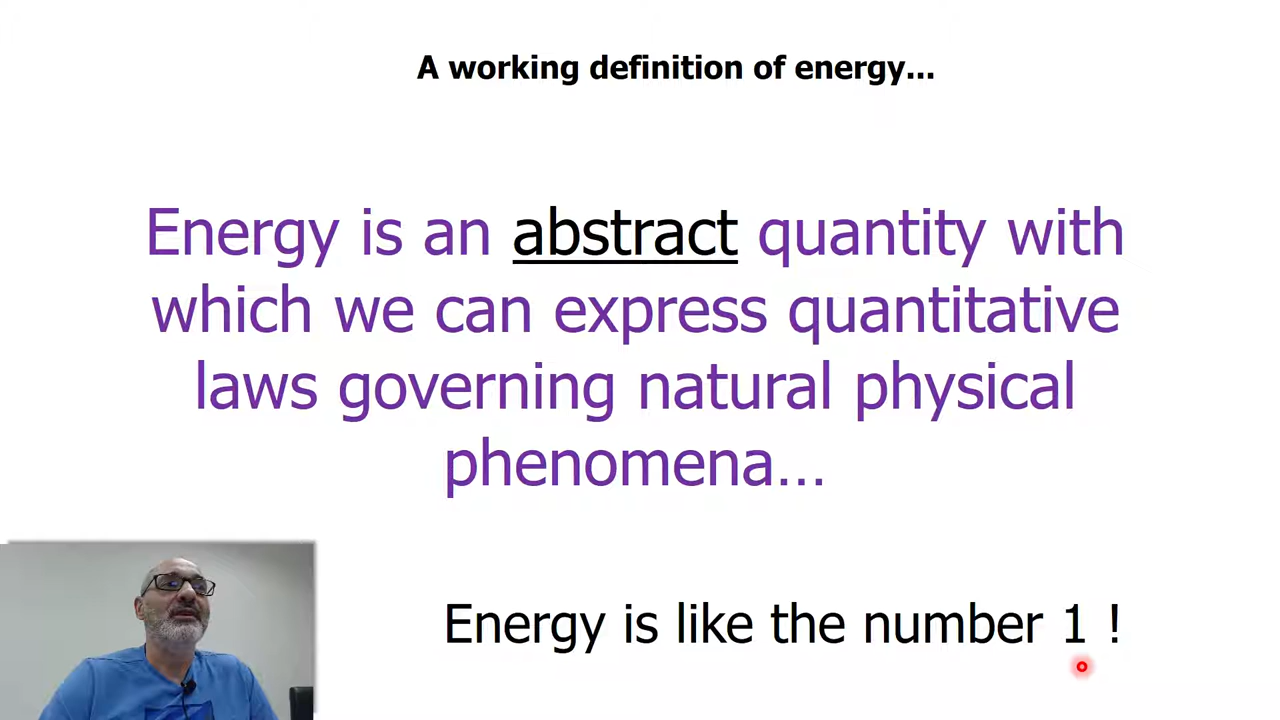 A working definition of energy...
Energy is an abstract quantity with
which we can express quantitative
laws governing natural physical
phenomena...
Energy is like the number 1 !